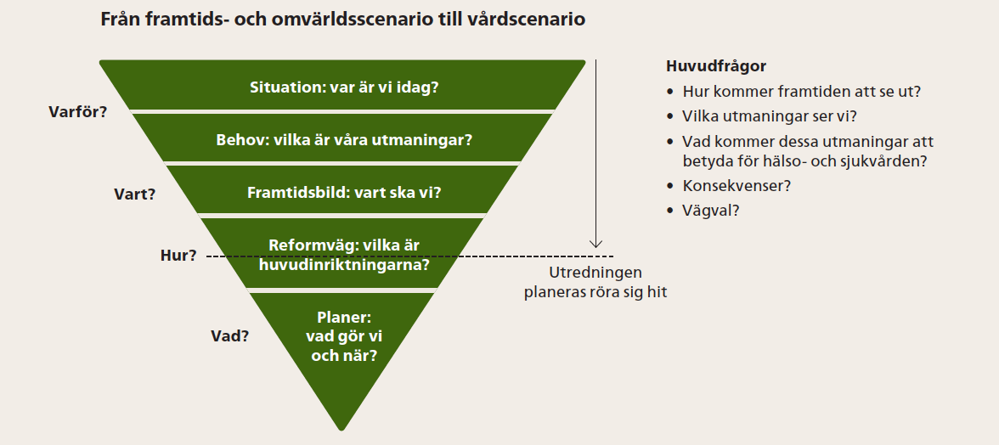 Från framtids- och omvärldsscenario till vårdscenario
Varför?
Situation: var är vi idag?
Behov: vilka är våra utmaningar?
Vart?
Framtidsbild: vart ska vi?
Hur?
Reformväg: vilka är
huvudinriktningarna?
Utredningen
planeras röra sig hit
Vad?
Planer:
vad gör vi
och när?
Huvudfrågor
• Hur kommer framtiden att se ut?
• Vilka utmaningar ser vi?
• Vad kommer dessa utmaningar att
betyda för hälso- och sjukvården?
• Konsekvenser?
• Vägval?